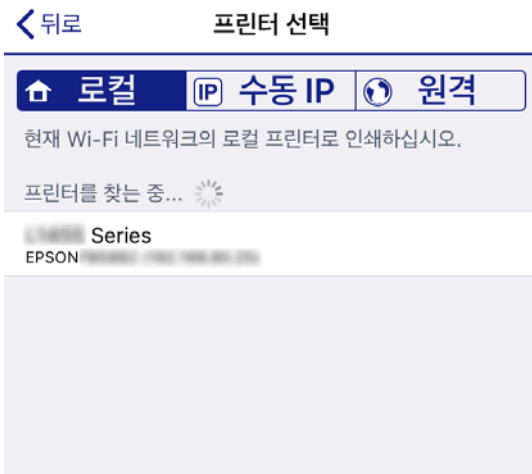 뒤로 프린터 선택
로컬 IP 수동 IP 원격
현재 Wi-Fi 네트워크의 로컬 프린터로 인쇄하십시오.
프린터를 찾는 중...
Series
EPSON